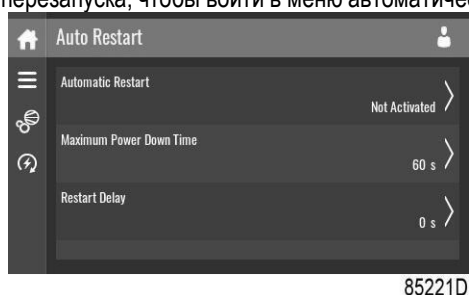 перезапуска, чтобы войти в меню автоматичес
Auto Restart
Automatic Restart
Not Activated
Maximum Power Down Time
60 s
Restart Delay
0 s
85221D